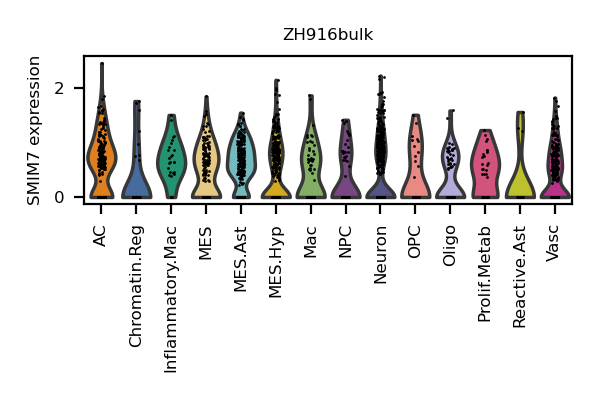 ZH916bulk
SMIM7 expression
2
0
AC
Chromatin.Reg
Inflammatory.Mac
MES
MES.Ast
MES.Hyp
Mac
NPC
Neuron
OPC
Oligo
Prolif.Metab
Reactive.Ast
Vasc